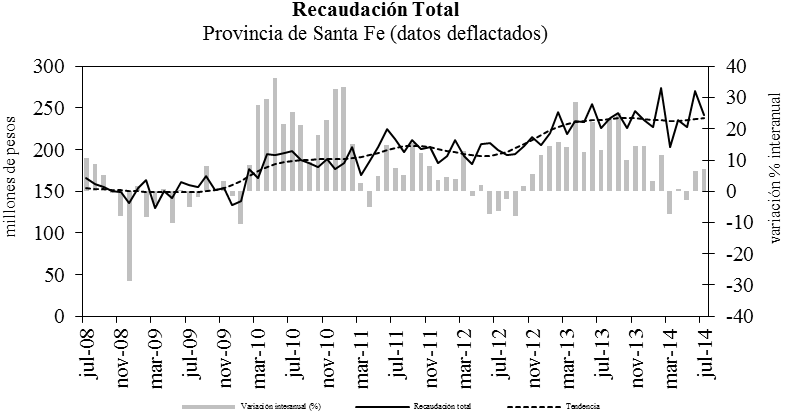 Recaudación Total
Provincia de Santa Fe (datos deflactados)
millones de pesos
300
250
200
150
100
50
0
40
30
20
10
0
-10
-20
-30
-40
variación % interanual
jul-08
nov-08
mar-09
jul-09
nov-09
mar-10
jul-10
nov-10
mar-11
jul-11
nov-11
mar-12
jul-12
nov-12
mar-13
jul-13
nov-13
mar-14
jul-14
Variación interanual (%)
Recaudación total
Tendencia